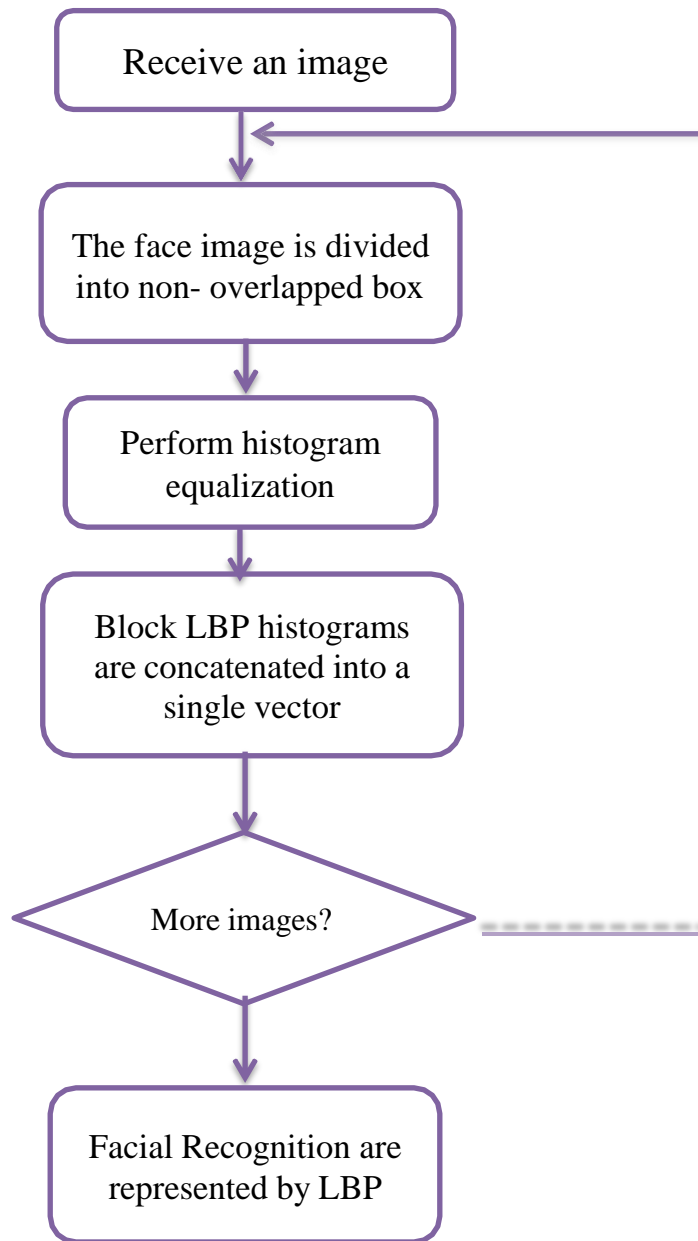 Receive an image
The face image is divided
into non- overlapped box
Perform histogram
equalization
Block LBP histograms
are concatenated into a
single vector
More images?
Facial Recognition are
represented by LBP